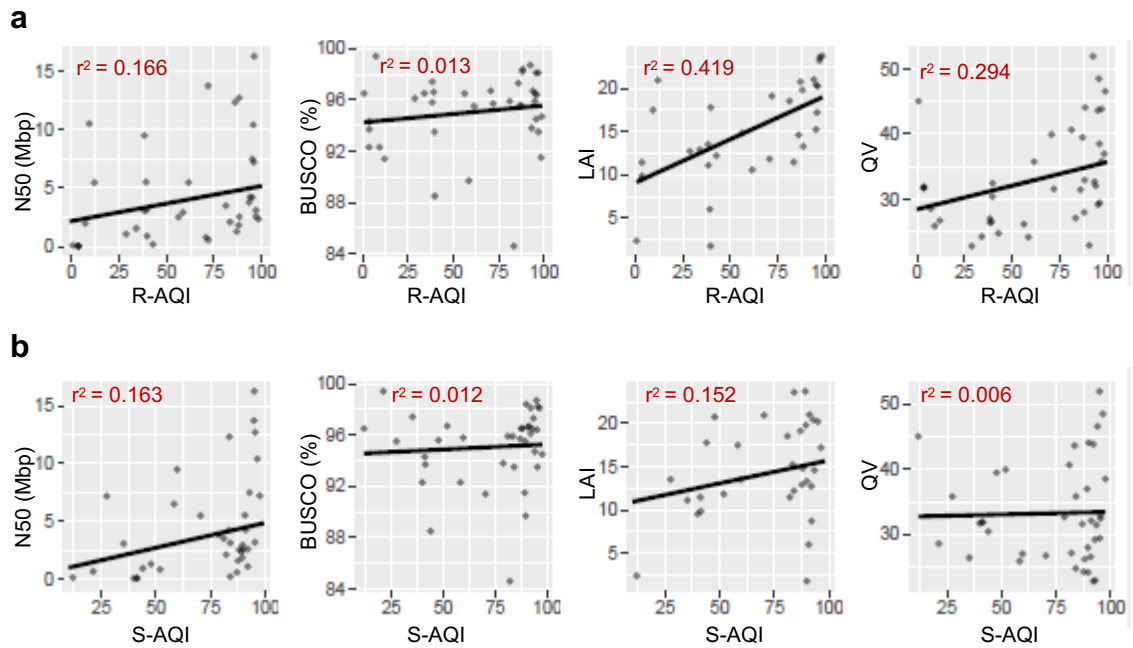 a
r² = 0.166
N50 (Mbp)
15
10
5
0
0 25 50 75 100
R-AQI
r² = 0.013
BUSCO (%)
100
96
92
88
84
0 25 50 75 100
R-AQI
r² = 0.419
LAI
20
15
10
5
0 25 50 75 100
R-AQI
r² = 0.294
QV
50
40
30
0 25 50 75 100
R-AQI
b
r² = 0.163
N50 (Mbp)
15
10
5
0
25 50 75 100
S-AQI
r² = 0.012
BUSCO (%)
100
96
92
88
84
25 50 75 100
S-AQI
r² = 0.152
LAI
20
15
10
5
25 50 75 100
S-AQI
r² = 0.006
QV
50
40
30
25 50 75 100
S-AQI